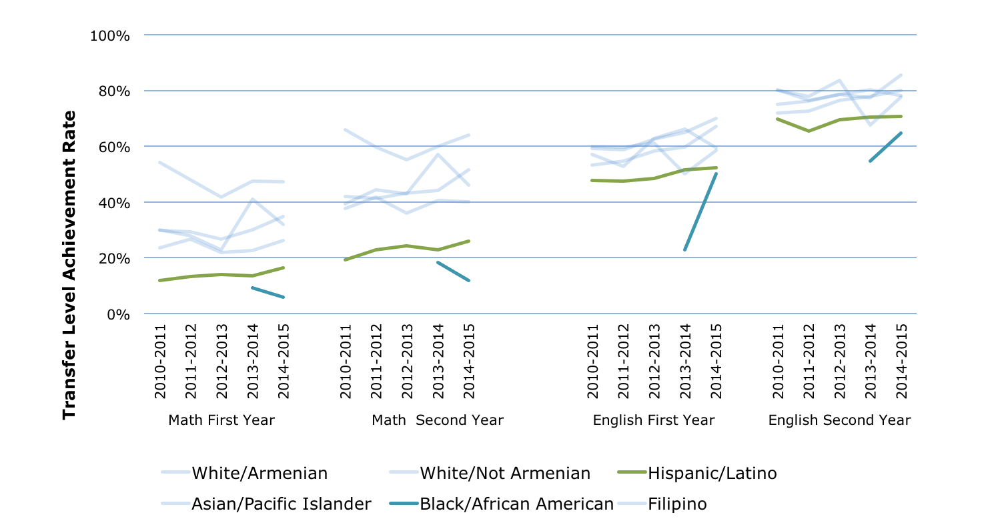 100%
80%
60%
40%
20%
0%
Transfer Level Achievement Rate
2010-2011
2011-2012
2012-2013
2013-2014
2014-2015
2010-2011
2011-2012
2012-2013
2013-2014
2014-2015
2010-2011
2011-2012
2012-2013
2013-2014
2014-2015
2010-2011
2011-2012
2012-2013
2013-2014
2014-2015
Math First Year
Math  Second Year
English First Year
English Second Year
White/Armenian
White/Not Armenian
Hispanic/Latino
Asian/Pacific Islander
Black/African American
Filipino